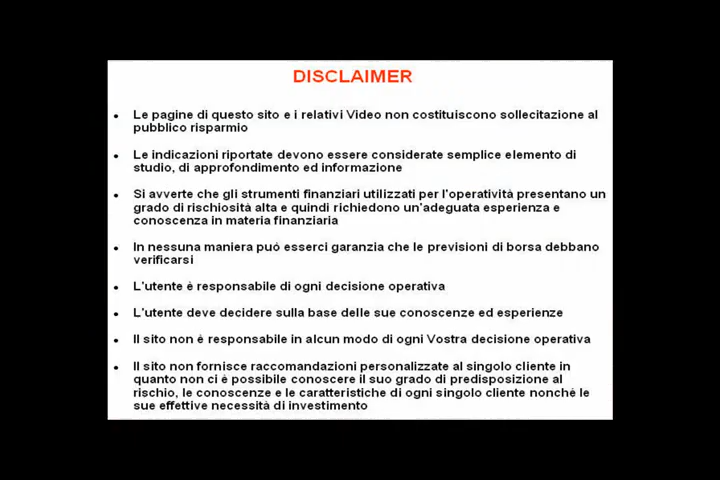 DISCLAIMER
• Le pagine di questo sito e i relativi Video non costituiscono sollecitazione al
pubblico risparmio
• Le indicazioni riportate devono essere considerate semplice elemento di
studio, di approfondimento ed informazione
• Si avverte che gli strumenti finanziari utilizzati per l'operatività presentano un
grado di rischiosità alta e quindi richiedono un'adeguata esperienza e
conoscenza in materia finanziaria
• In nessuna maniera può esserci garanzia che le previsioni di borsa debbano
verificarsi
• L'utente è responsabile di ogni decisione operativa
• L'utente deve decidere sulla base delle sue conoscenze ed esperienze
• Il sito non è responsabile in alcun modo di ogni Vostra decisione operativa
• Il sito non fornisce raccomandazioni personalizzate al singolo cliente in
quanto non ci è possibile conoscere il suo grado di predisposizione al
rischio, le conoscenze e le caratteristiche di ogni singolo cliente nonché le
sue effettive necessità di investimento